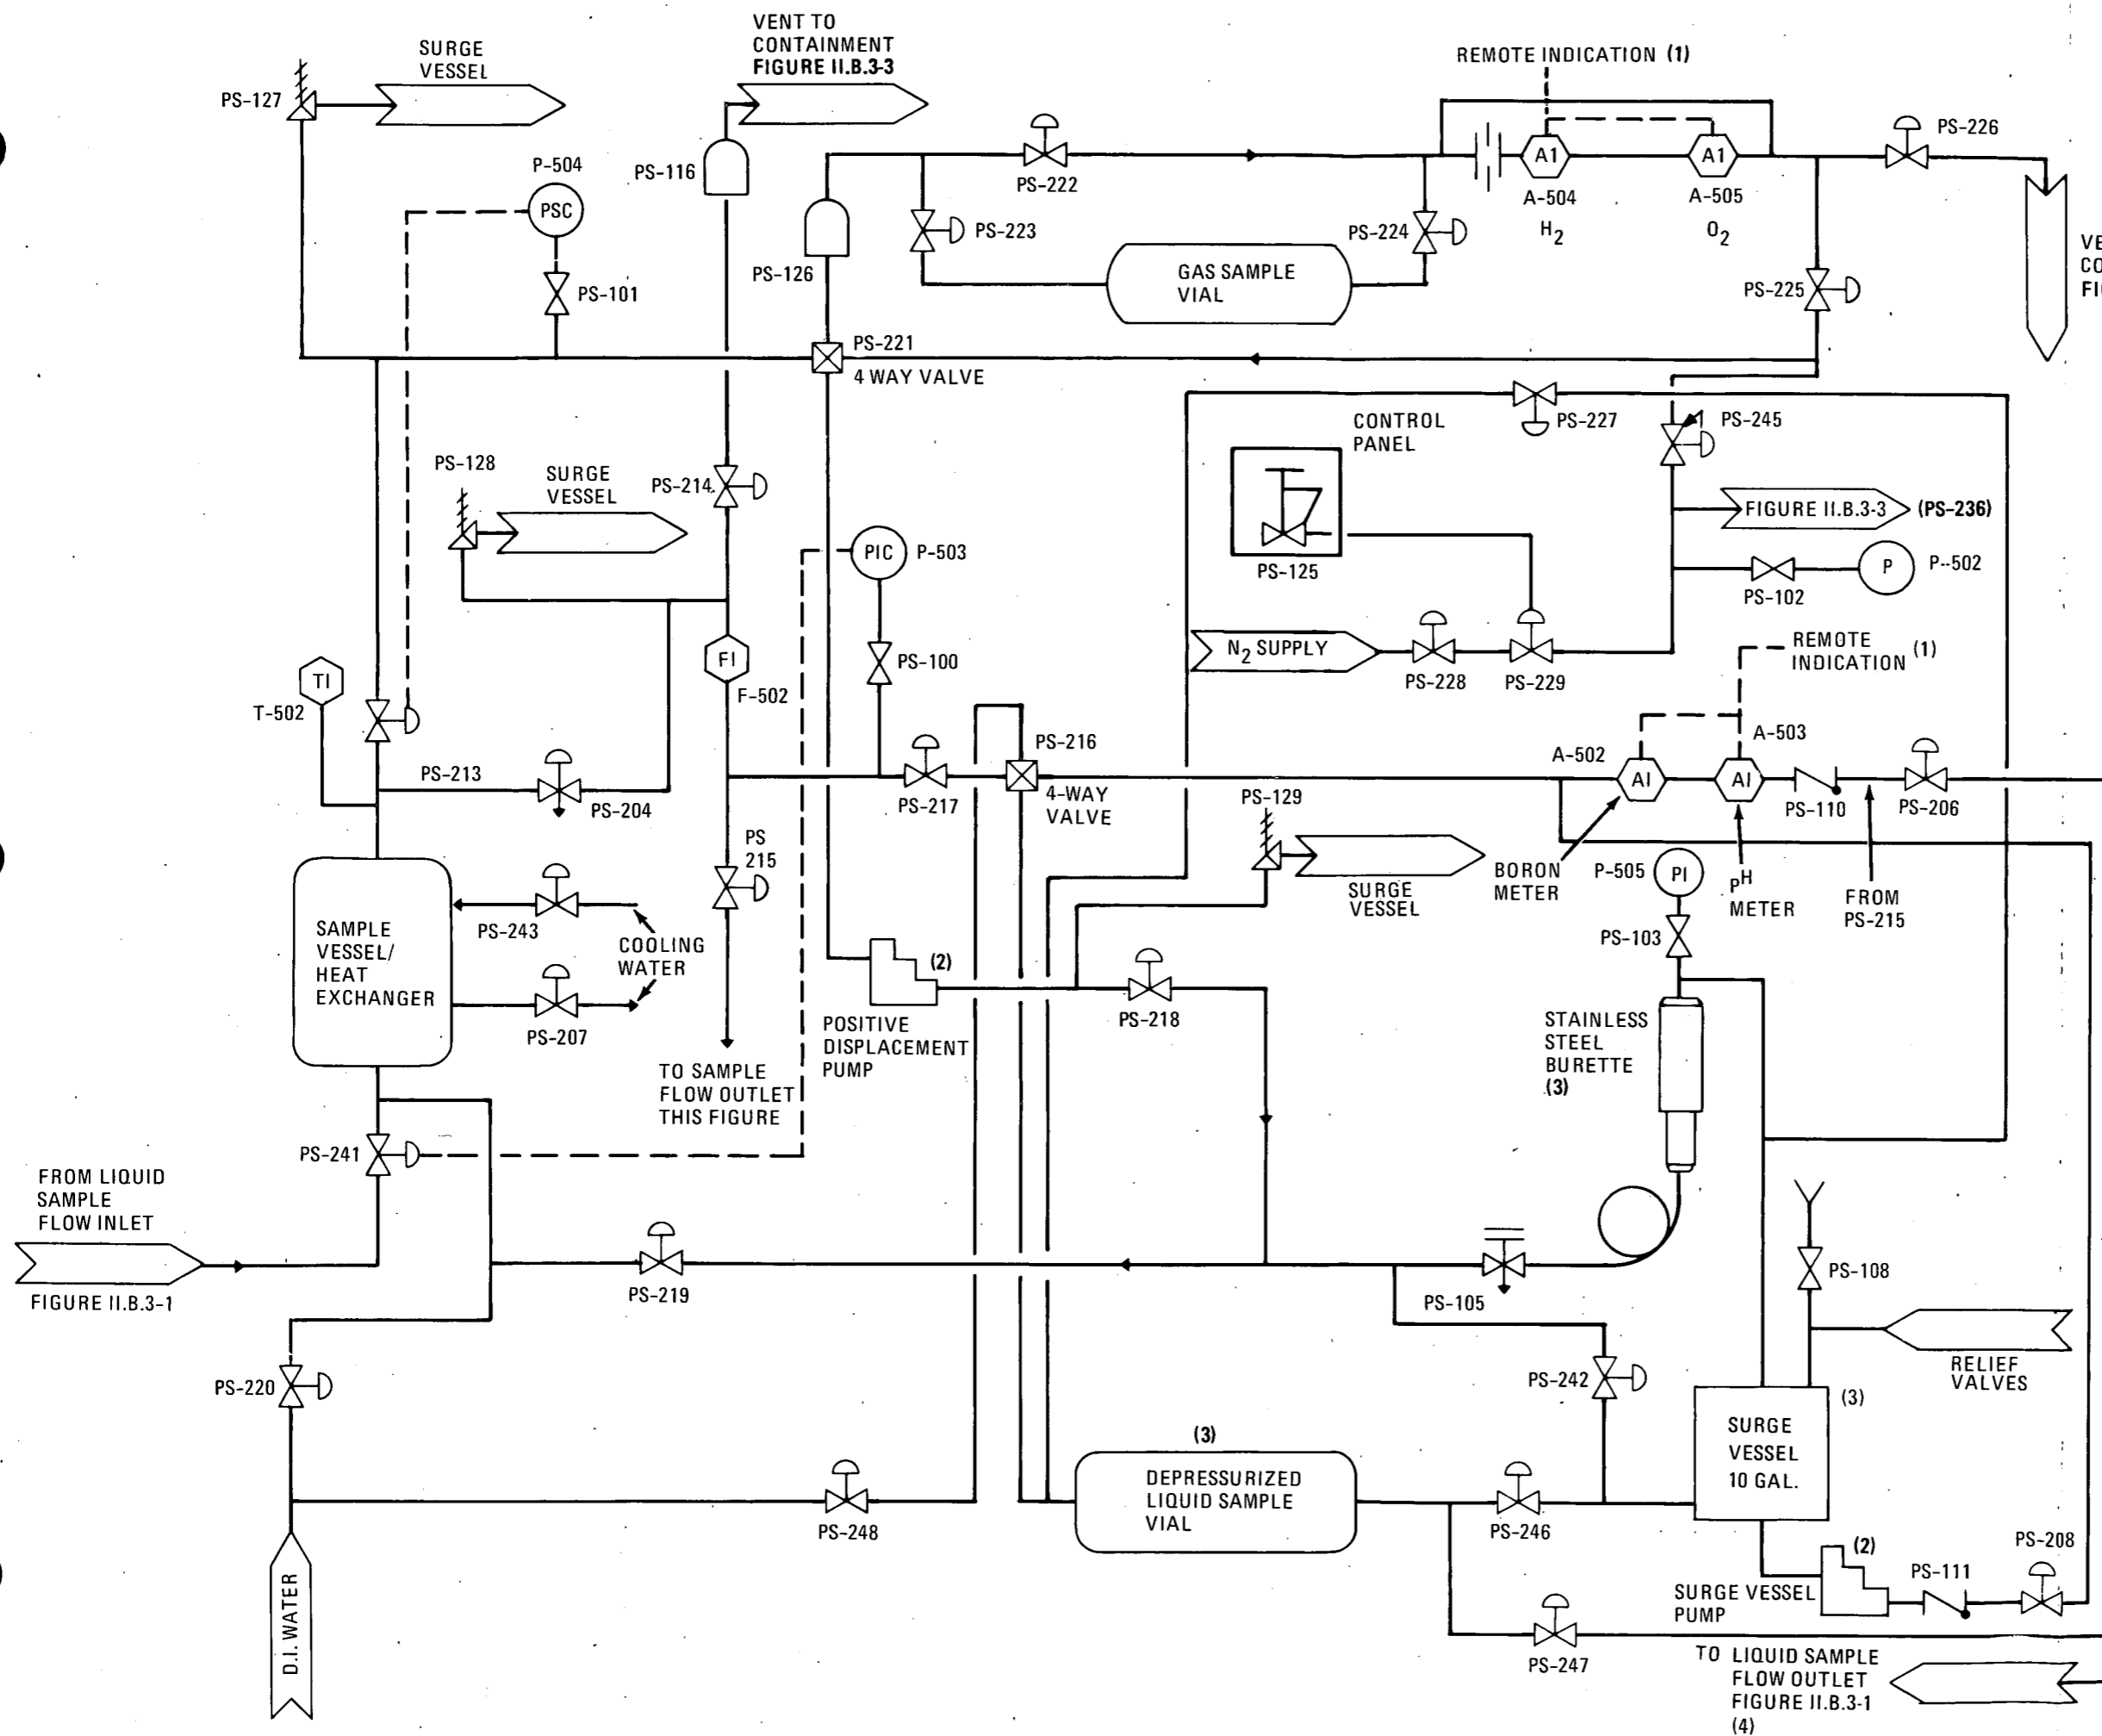 VENT TO
CONTAINMENT
FIGURE II.B.3-3
SURGE
VESSEL
PS-127
REMOTE INDICATION (1)
PS-226
P-504
PSC
PS-116
PS-222
A1
A1
A-504
H2
A-505
O2
PS-101
PS-126
PS-223
PS-224
GAS SAMPLE
VIAL
PS-225
VE
CO
FI
PS-221
4 WAY VALVE
CONTROL
PANEL
PS-227
PS-245
PS-128
SURGE
VESSEL
PS-214
PS-125
FIGURE II.B.3-3
(PS-236)
PIC
P-503
PS-102
P
P--502
TI
T-502
FI
F-502
PS-100
N2 SUPPLY
PS-228
PS-229
REMOTE
INDICATION (1)
PS-213
PS-204
PS-217
PS-216
4-WAY
VALVE
PS-129
A-502
A-503
AI
AI
PS-110
PS-206
PS
215
SURGE
VESSEL
BORON
METER
P-505
PI
PH
METER
FROM
PS-215
SAMPLE
VESSEL/
HEAT
EXCHANGER
PS-243
COOLING
WATER
PS-207
(2)
POSITIVE
DISPLACEMENT
PUMP
PS-218
PS-103
STAINLESS
STEEL
BURETTE
(3)
TO SAMPLE
FLOW OUTLET
THIS FIGURE
PS-241
FROM LIQUID
SAMPLE
FLOW INLET
FIGURE II.B.3-1
PS-219
PS-105
PS-108
RELIEF
VALVES
PS-220
PS-242
(3)
SURGE
VESSEL
10 GAL.
PS-248
(3)
DEPRESSURIZED
LIQUID SAMPLE
VIAL
PS-246
PS-208
(2)
PS-111
SURGE VESSEL
PUMP
D.I. WATER
PS-247
TO LIQUID SAMPLE
FLOW OUTLET
FIGURE II.B.3-1
(4)